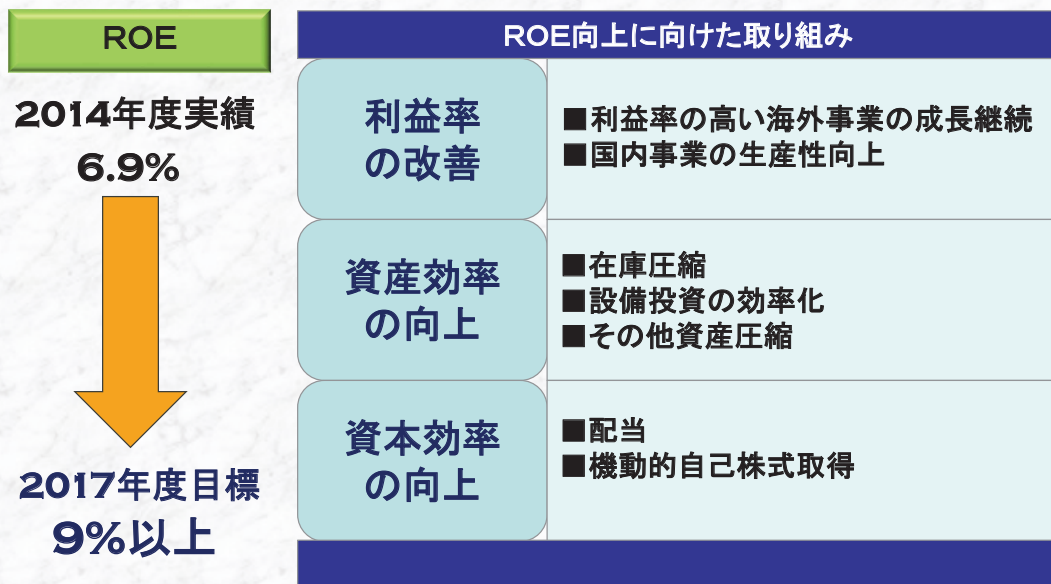 ROE
2014年度実績
6.9%
2017年度目標
9%以上
ROE向上に向けた取り組み
利益率
の改善
■利益率の高い海外事業の成長継続
■国内事業の生産性向上
資産効率
の向上
■在庫圧縮
■設備投資の効率化
■その他資産圧縮
資本効率
の向上
■配当
■機動的自己株式取得